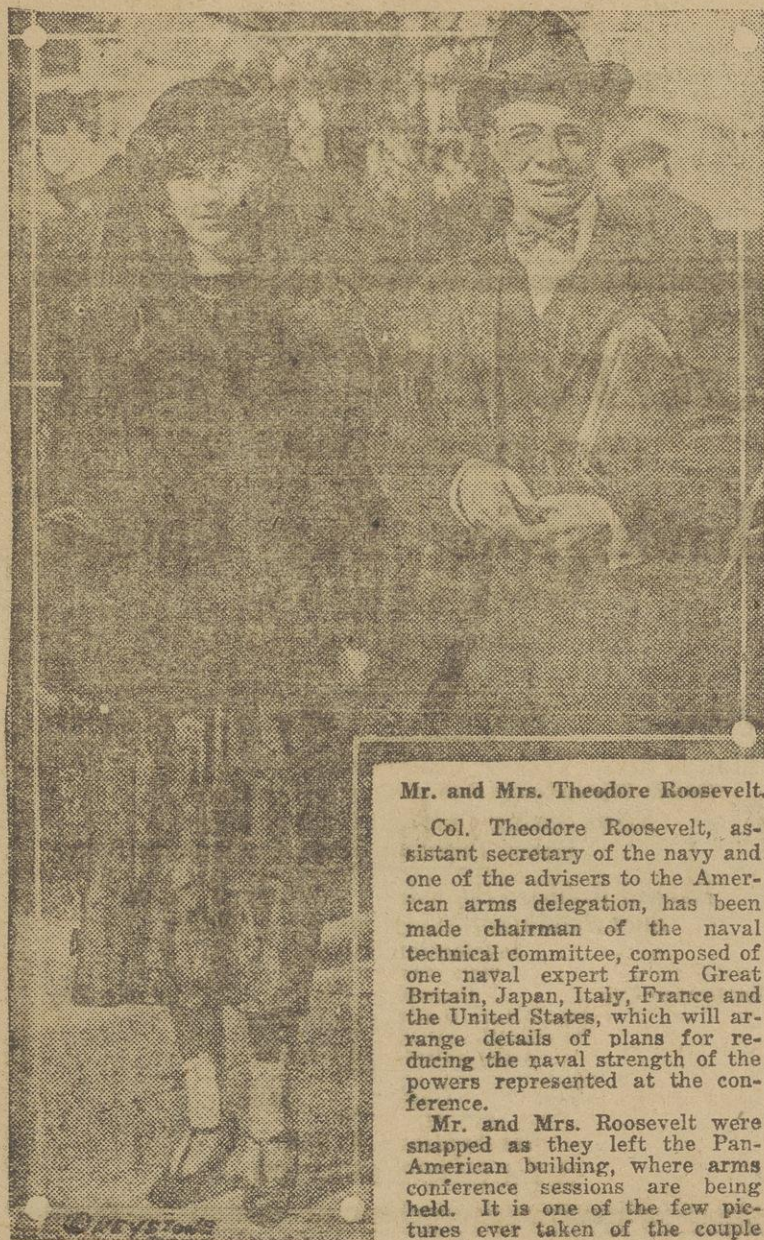 Mr. and Mrs. Theodore Roosevelt.
Col. Theodore Roosevelt, as-
sistant secretary of the navy and
one of the advisers to the Amer-
ican arms delegation, has been
made chairman of the naval
technical committee, composed of
one naval expert from Great
Britain, Japan, Italy, France and
the United States, which will ar-
range details of plans for re-
ducing the naval strength of the
powers represented at the con-
ference.
Mr. and Mrs. Roosevelt were
snapped as they left the Pan-
American building, where arms
conference sessions are being
held. It is one of the few pic-
tures ever taken of the couple
© KEYSTONE